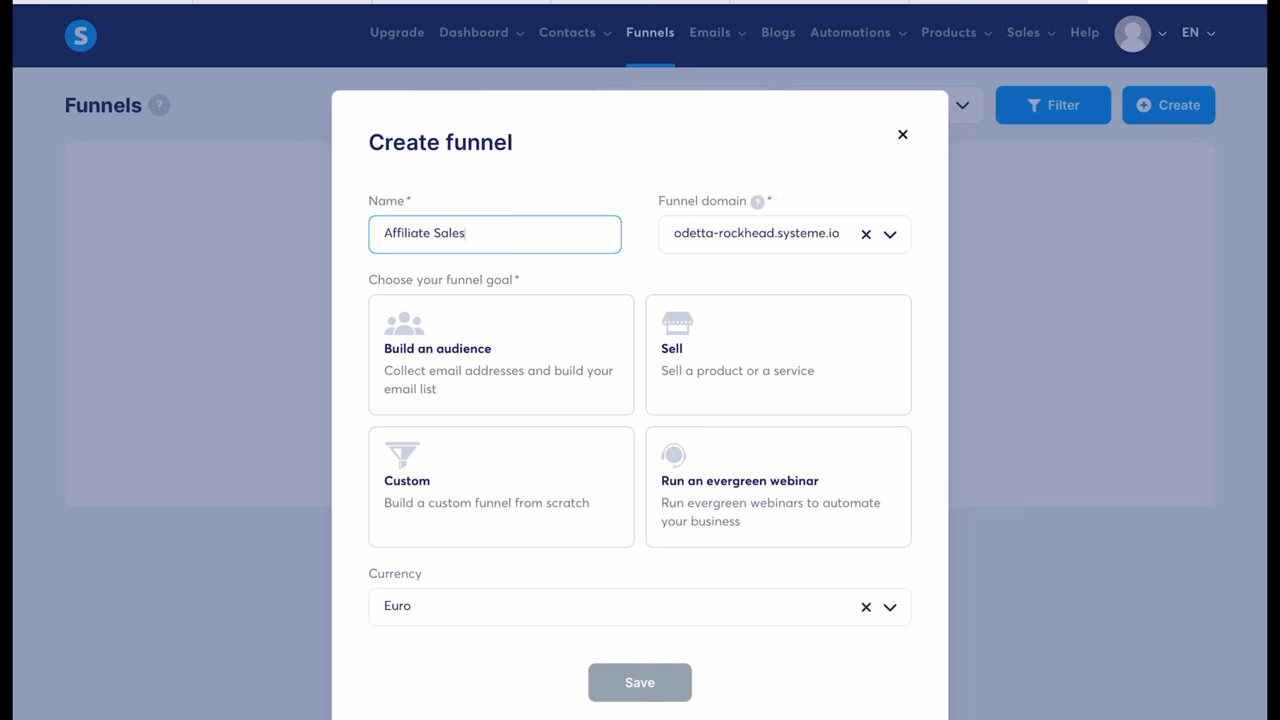 S
Upgrade Dashboard Contacts Funnels Emails Blogs Automations Products Sales Help EN
Funnels ?
Filter
Create
Create funnel
Name* Funnel domain ? *
Affiliate Sales odetta-rockhead.systeme.io
Choose your funnel goal*
Build an audience
Collect email addresses and build your
email list
Sell
Sell a product or a service
Custom
Build a custom funnel from scratch
Run an evergreen webinar
Run evergreen webinars to automate
your business
Currency
Euro
Save